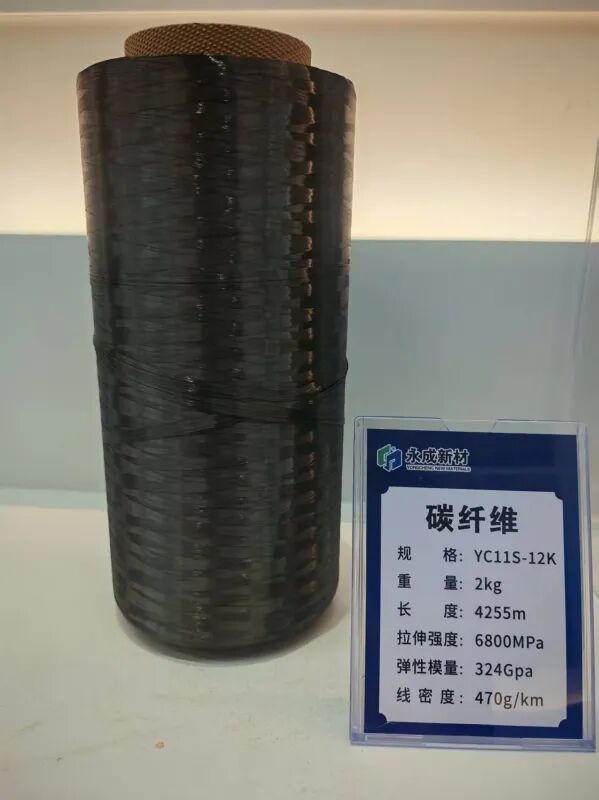 永成新材
YONGCHENG NEW MATERIALS
碳纤维
规 格: YC11S-12K
重 量: 2kg
长 度: 4255m
拉伸强度: 6800MPa
弹性模量: 324Gpa
线 密 度: 470g/km